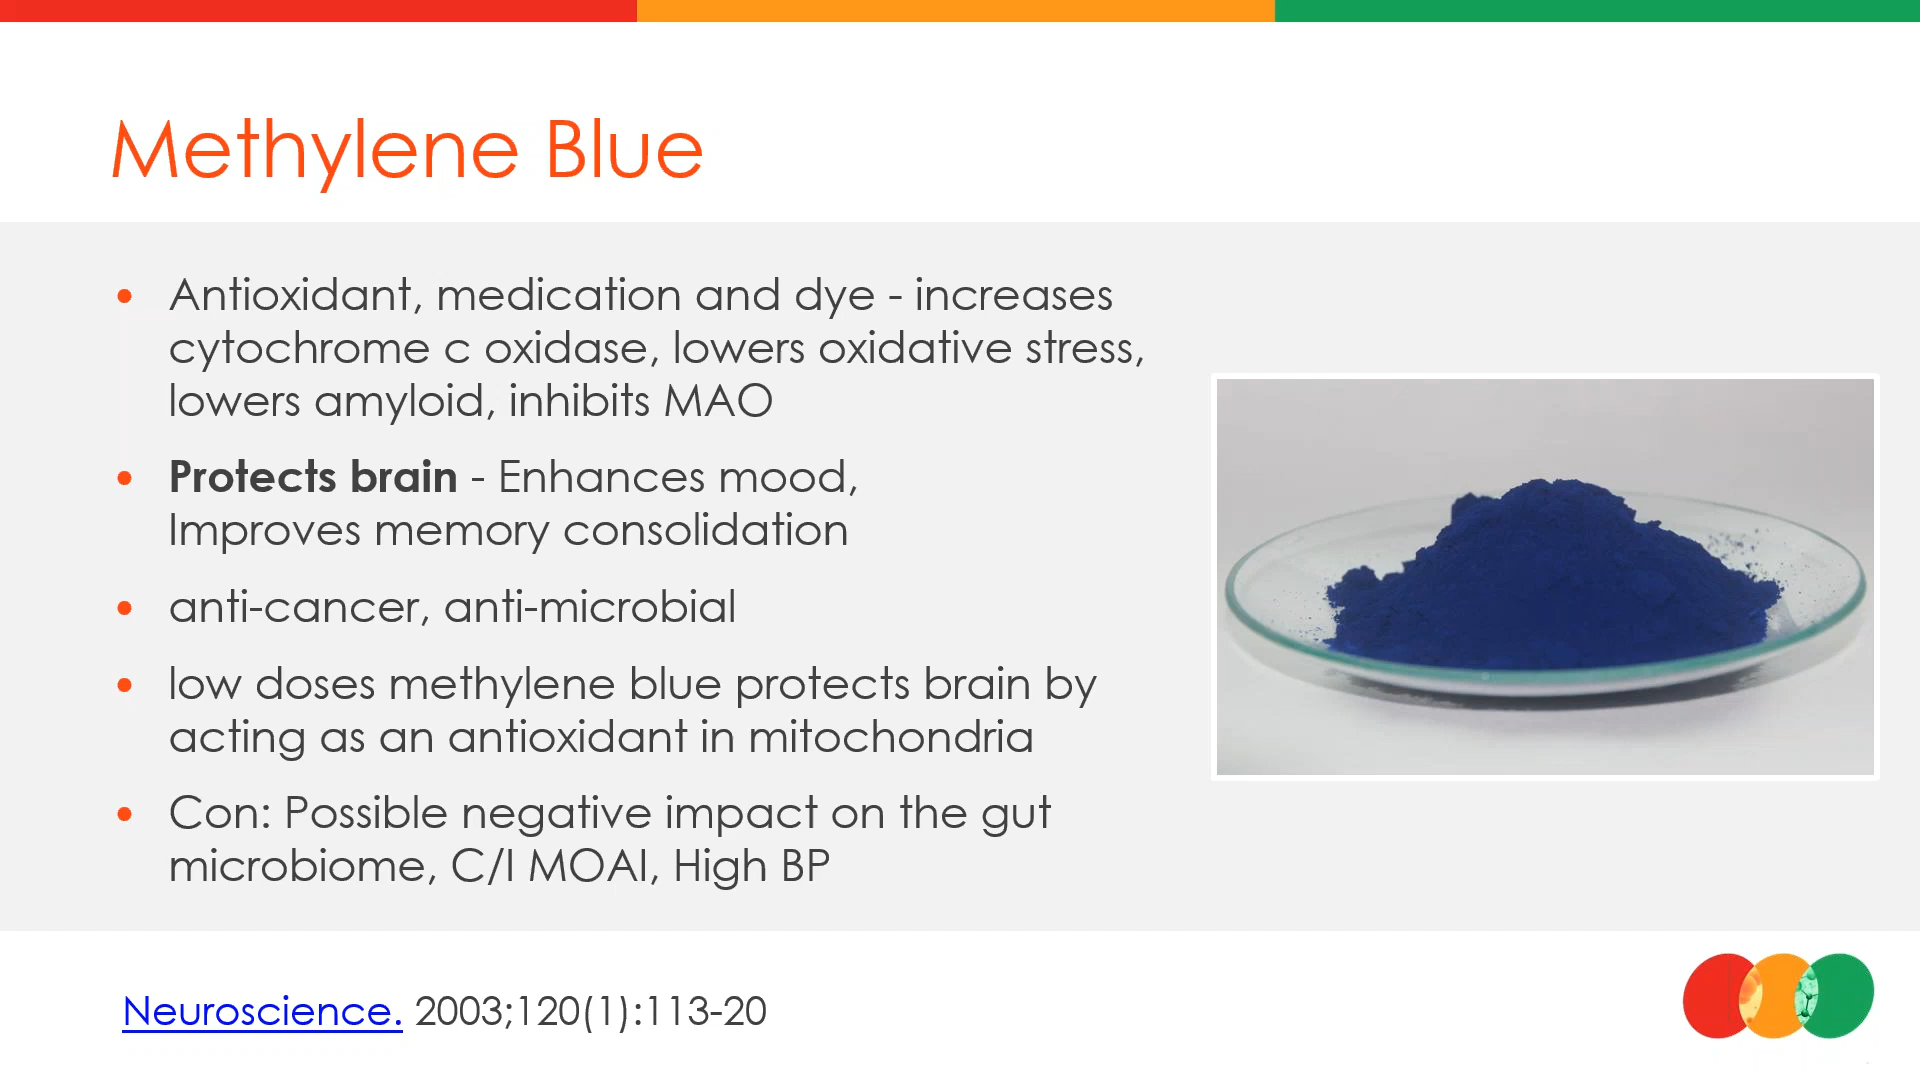 Methylene Blue
• Antioxidant, medication and dye - increases
cytochrome c oxidase, lowers oxidative stress,
lowers amyloid, inhibits MAO
• Protects brain - Enhances mood,
Improves memory consolidation
• anti-cancer, anti-microbial
• low doses methylene blue protects brain by
acting as an antioxidant in mitochondria
• Con: Possible negative impact on the gut
microbiome, C/I MOAI, High BP
Neuroscience. 2003;120(1):113-20